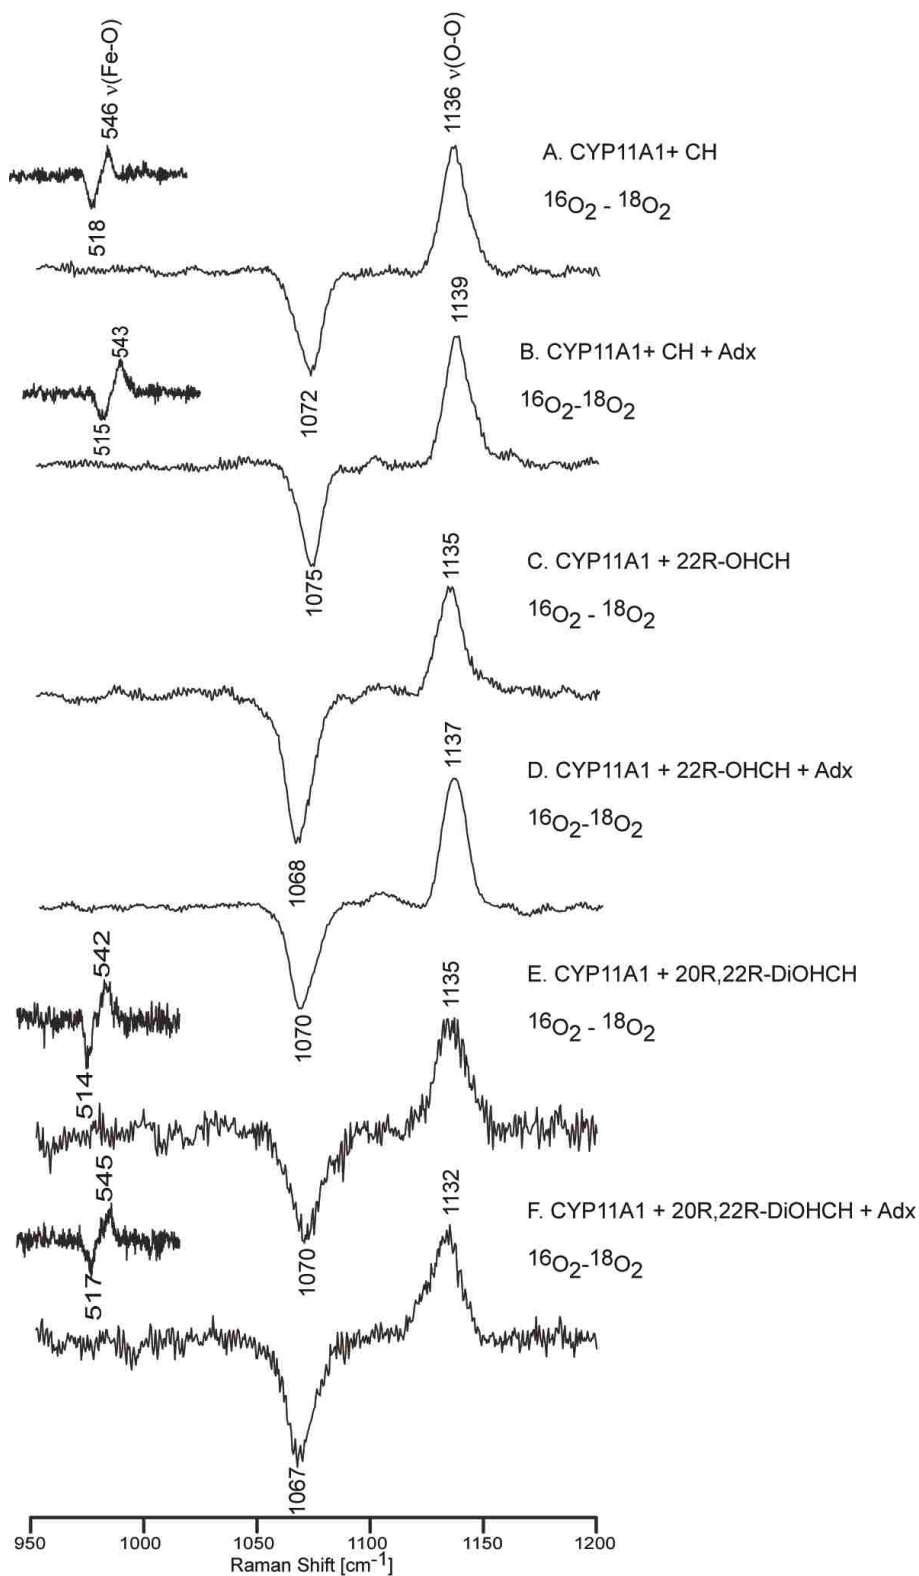 546 ν(Fe-O)
1136 ν(O-O)
A. CYP11A1+ CH
16O2 - 18O2
518
1072
1139
543
B. CYP11A1+ CH + Adx
16O2-18O2
515
1075
1135
C. CYP11A1 + 22R-OHCH
16O2 - 18O2
1068
1137
D. CYP11A1 + 22R-OHCH + Adx
16O2-18O2
1070
542
1135
E. CYP11A1 + 20R,22R-DiOHCH
16O2 - 18O2
514
1070
545
1132
F. CYP11A1 + 20R,22R-DiOHCH + Adx
16O2-18O2
517
1067
950 1000 1050 1100 1150 1200
Raman Shift [cm-1]